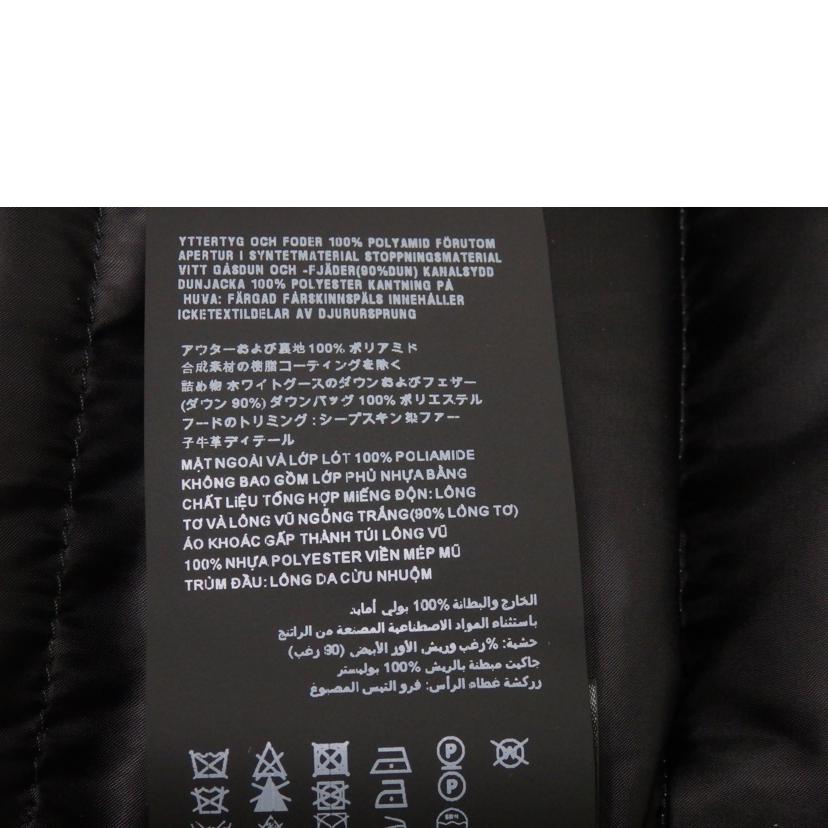 YTTERTYG OCH FODER 100% POLYAMID FÖRUTOM
APERTUR I SYNTETMATERIAL STOPPNINGSMATERIAL
VITT GÅSDUN OCH -FJÄDER(90%DUN) KANALSYDD
DUNJACKA 100% POLYESTER KANTNING PÅ
HUVA: FÄRGAD FÅRSKINNSPÄLS INNEHÅLLER
ICKETEXTILDELAR AV DJURURSPRUNG
アウターおよび裏地100% ポリアミド
合成素材の樹脂コーティングを除く
詰め物 ホワイトグースのダウンおよびフェザー
(ダウン 90%) ダウンバッグ 100% ポリエステル
フードのトリミング : シープスキン染ファー
子牛革ディテール
MẶT NGOÀI VÀ LỚP LÓT 100% POLIAMIDE
KHÔNG BAO GỒM LỚP PHỦ NHỰA BẰNG
CHẤT LIỆU TỔNG HỢP MIẾNG ĐỘN: LÔNG
TƠ VÀ LÔNG VŨ NGỖNG TRẮNG(90% LÔNG TƠ)
ÁO KHOÁC GẤP THÀNH TÚI LÔNG VŨ
100% NHỰA POLYESTER VIỀN MÉP MŨ
TRÙM ĐẦU: LÔNG DA CỪU NHUỘM
الخارج والبطانة %100 بولي أمايد.
باستثناء المواد الاصطناعية المصنعة من الراتنج
حشية: %رغب وريش الأوز الأبيض (90 رغب)
جاكيت مبطنة بالريش %100 بوليستر
زركشة غطاء الرأس: فرو التيس المصبوغ
P
P